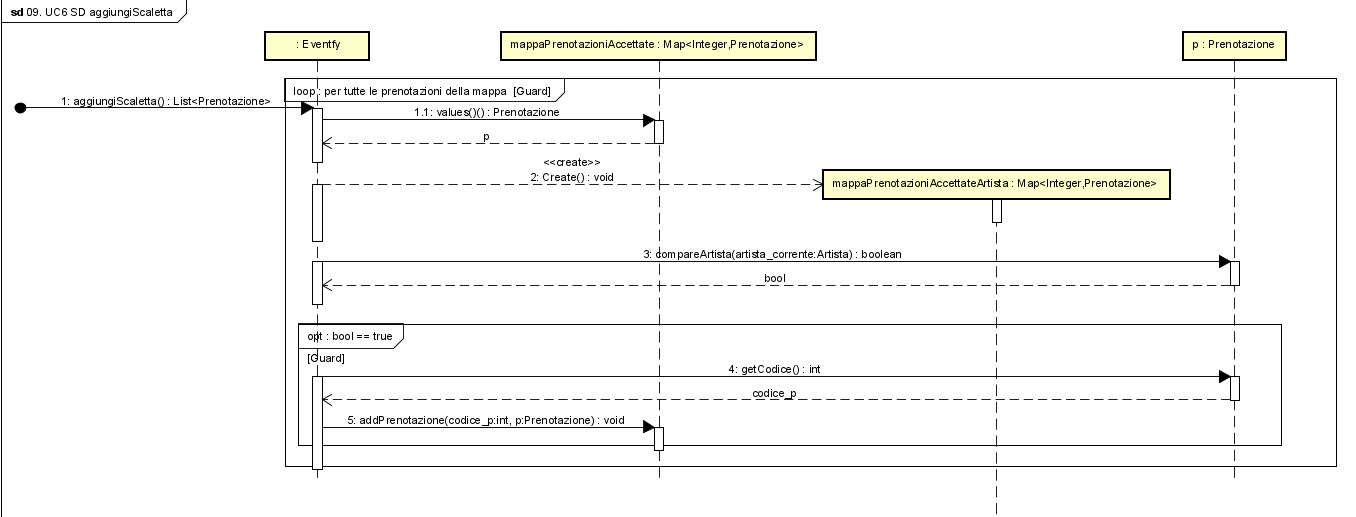 sd 09. UC6 SD aggiungiScaletta
: Eventfy
mappaPrenotazioniAccettate : Map<Integer,Prenotazione>
p : Prenotazione
loop : per tutte le prenotazioni della mappa [Guard]
1: aggiungiScaletta() : List<Prenotazione>
1.1: values()() : Prenotazione
p
<<create>>
2: Create() : void
mappaPrenotazioniAccettateArtista : Map<Integer,Prenotazione>
3: compareArtista(artista_corrente:Artista) : boolean
bool
opt : bool == true
[Guard]
4: getCodice() : int
codice_p
5: addPrenotazione(codice_p:int, p:Prenotazione) : void